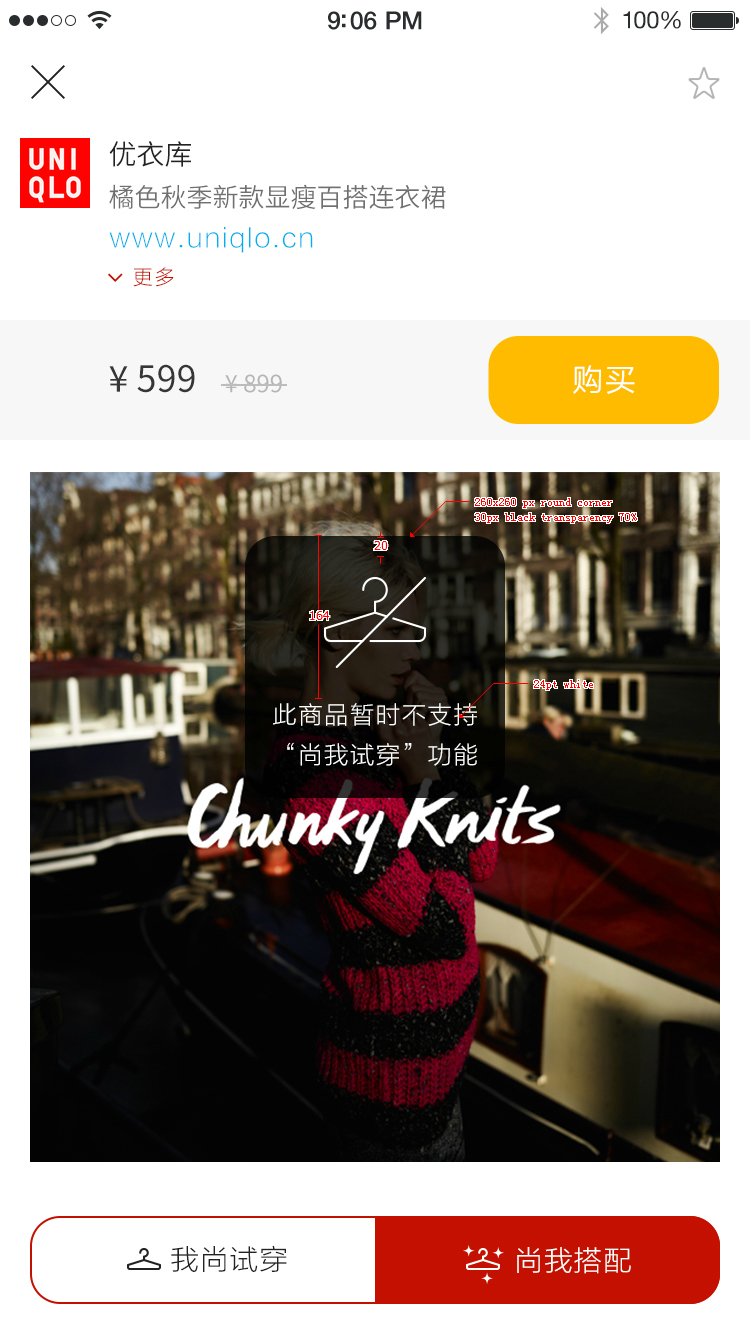 9:06 PM
100%
UNI
QLO
优衣库
橘色秋季新款显瘦百搭连衣裙
www.uniqlo.cn
更多
¥ 599
¥ 899
购买
260x260 px round corner
30px black transparency 70%
20
164
24pt white
此商品暂时不支持
“尚我试穿”功能
Chunky Knits
我尚试穿
尚我搭配